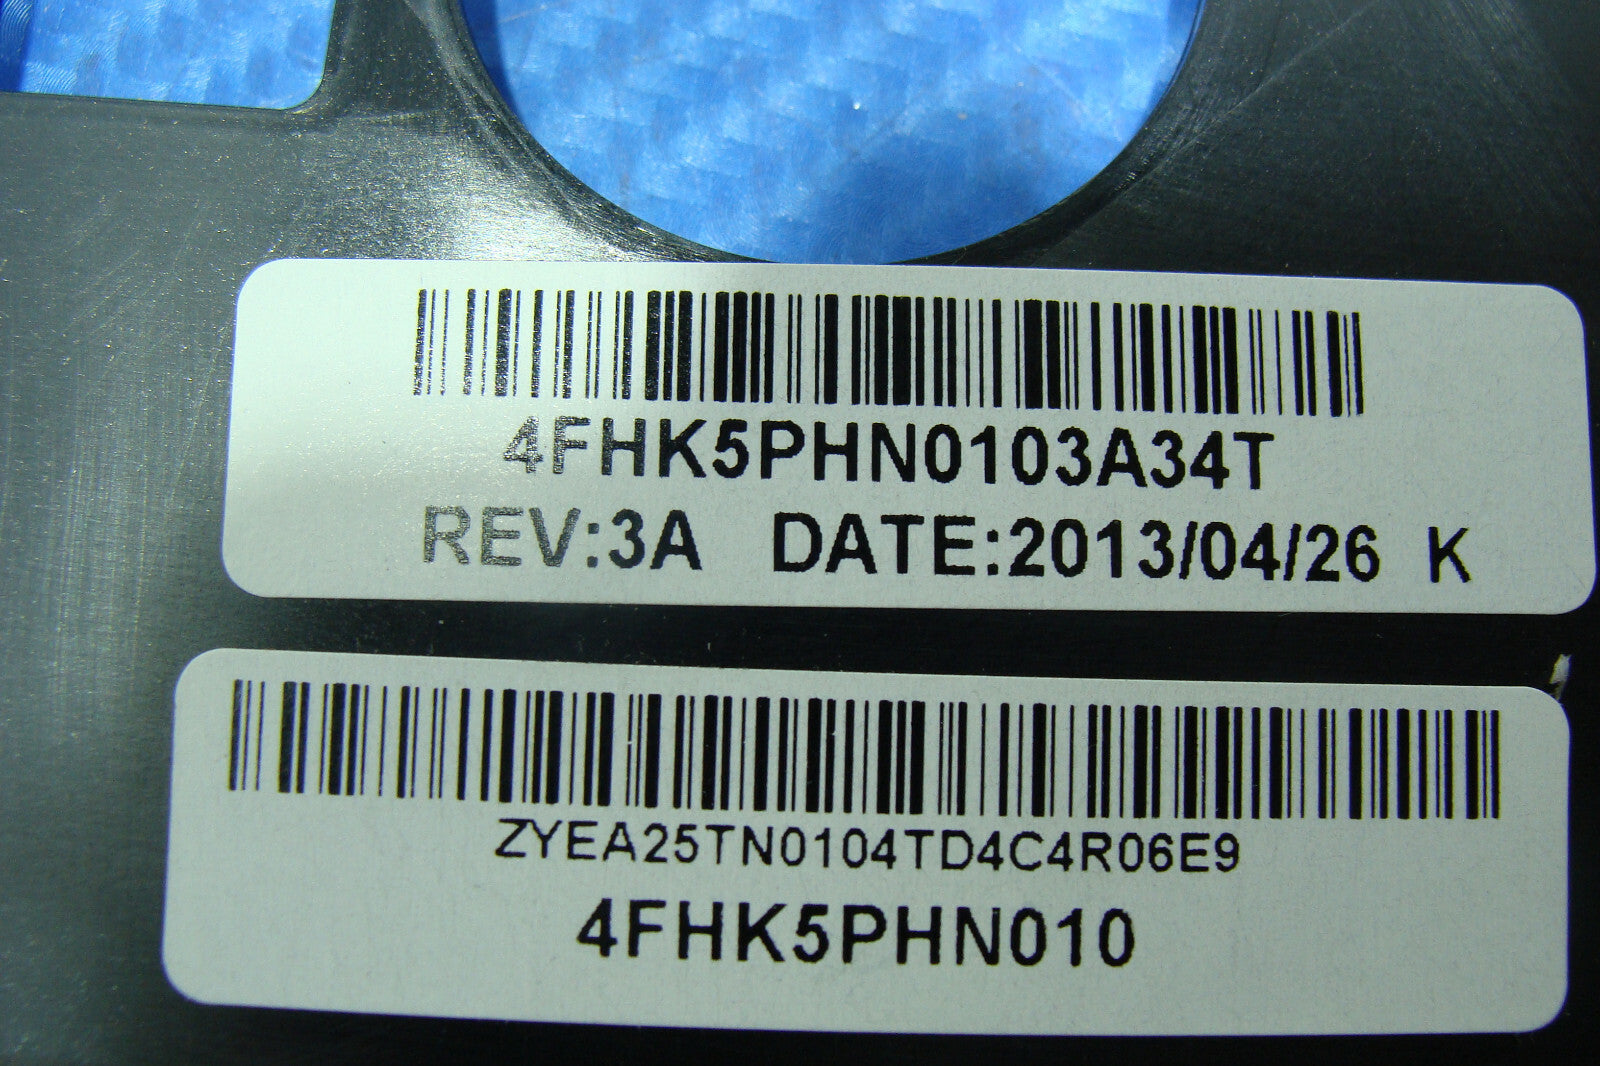 4FHK5PHN0103A34T
REV:3A DATE:2013/04/26 K
ZYEA25TN0104TD4C4R06E9
4FHK5PHN010